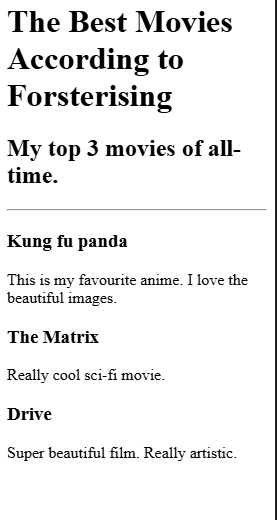 The Best Movies
According to
Forsterising
My top 3 movies of all-
time.
Kung fu panda
This is my favourite anime. I love the
beautiful images.
The Matrix
Really cool sci-fi movie.
Drive
Super beautiful film. Really artistic.